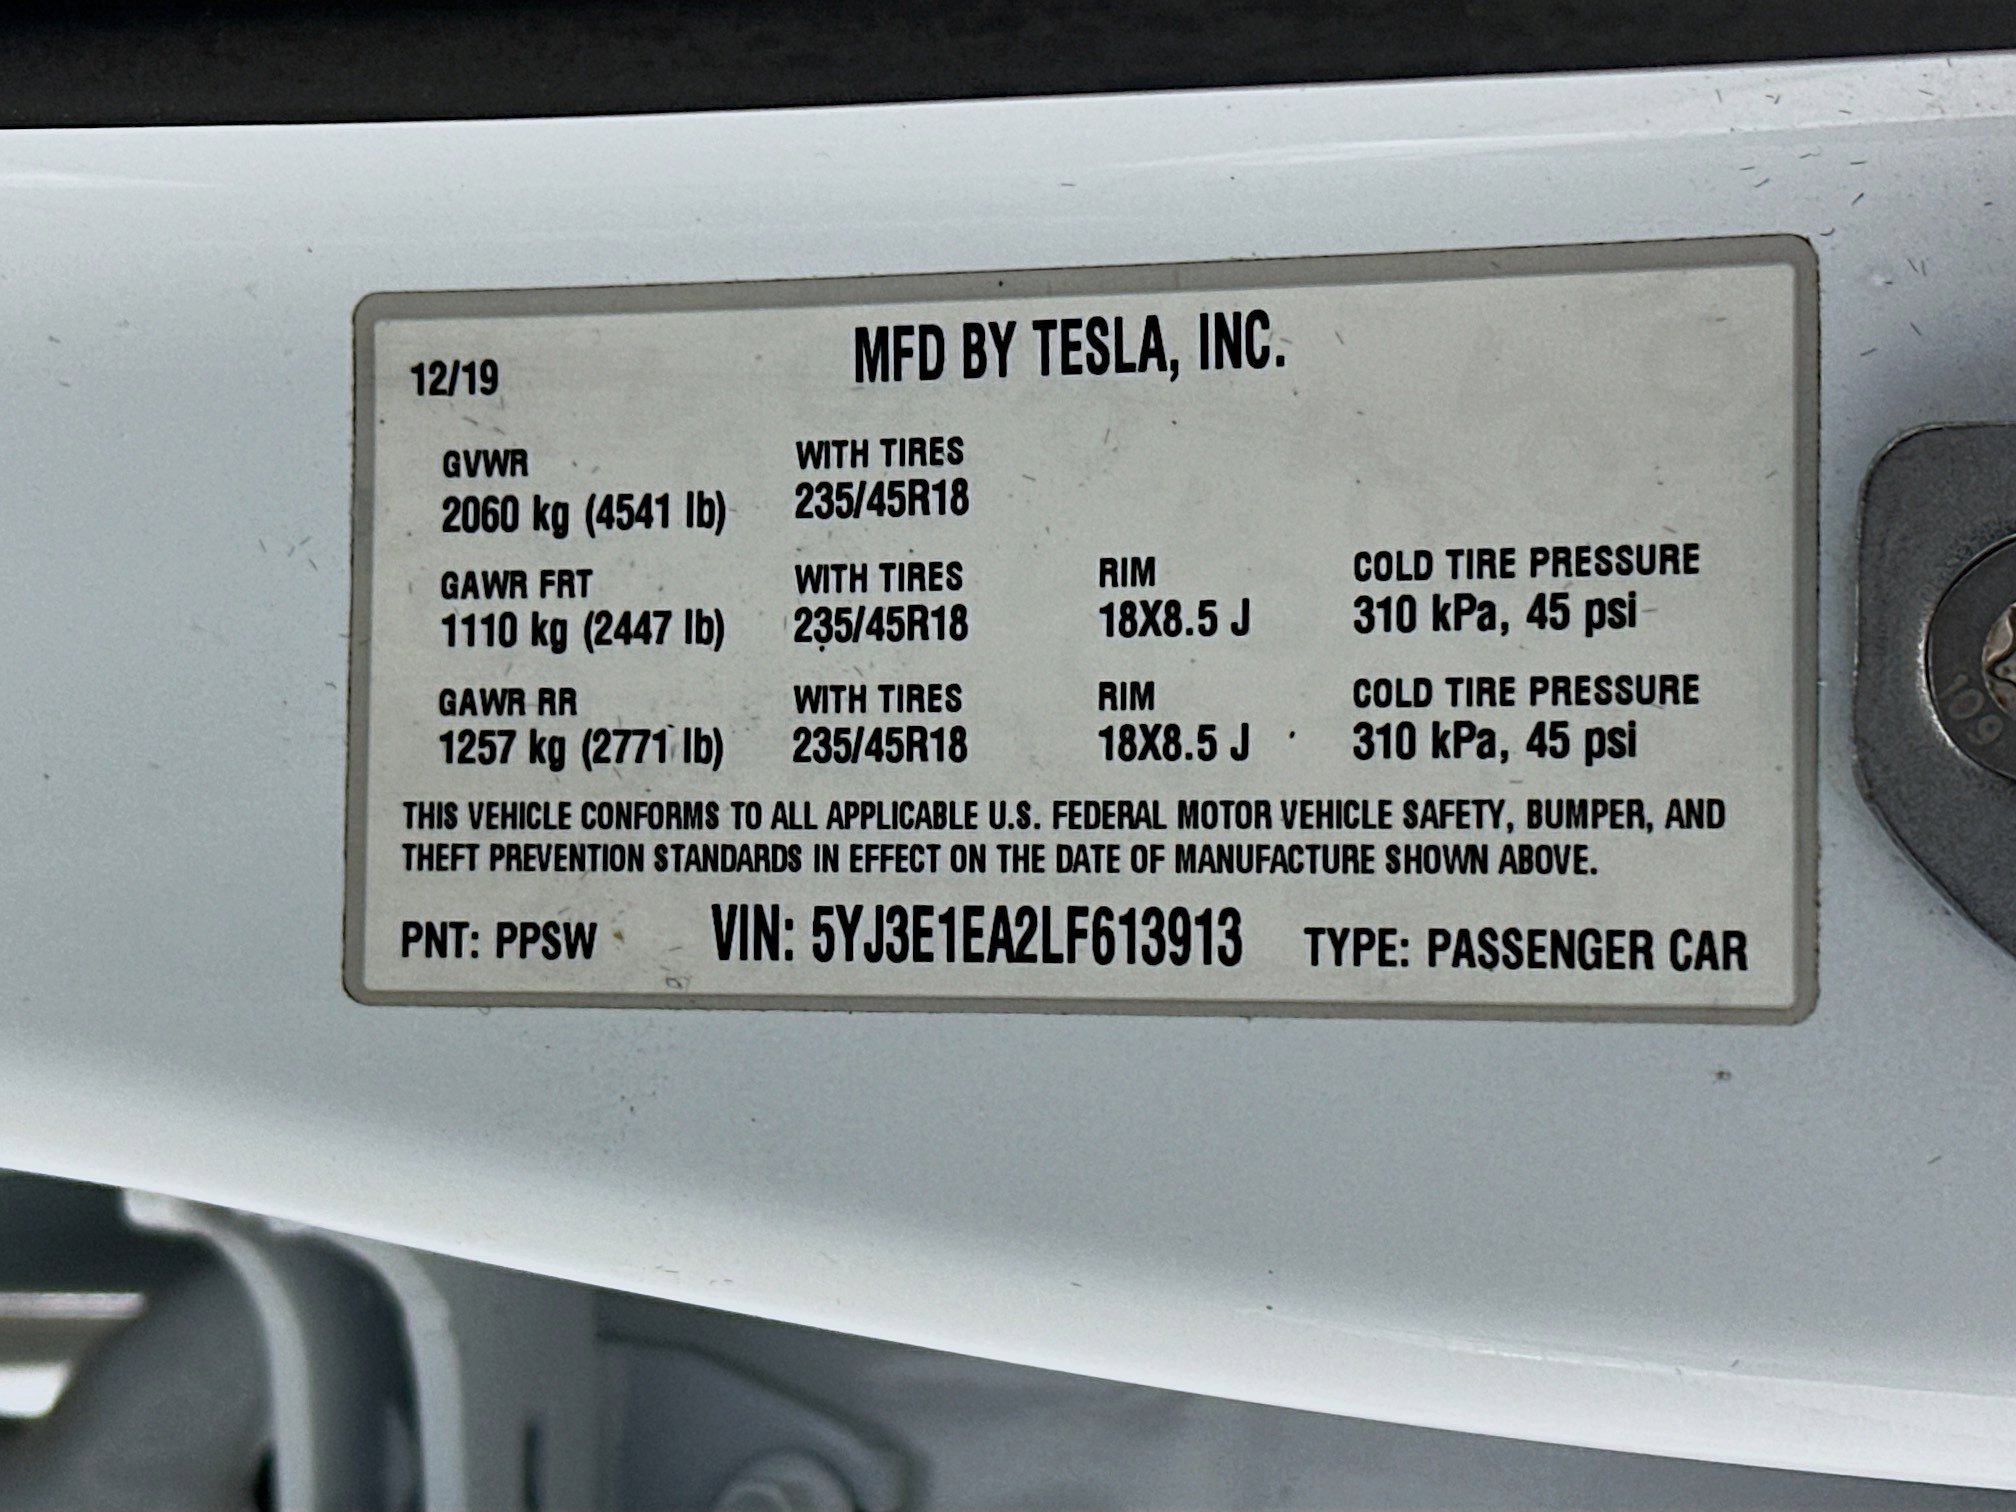 MFD BY TESLA, INC.
12/19
GVWR WITH TIRES
2060 kg (4541 lb) 235/45R18
GAWR FRT WITH TIRES RIM COLD TIRE PRESSURE
1110 kg (2447 lb) 235/45R18 18X8.5 J 310 kPa, 45 psi
GAWR RR WITH TIRES RIM COLD TIRE PRESSURE
1257 kg (2771 lb) 235/45R18 18X8.5 J 310 kPa, 45 psi
THIS VEHICLE CONFORMS TO ALL APPLICABLE U.S. FEDERAL MOTOR VEHICLE SAFETY, BUMPER, AND
THEFT PREVENTION STANDARDS IN EFFECT ON THE DATE OF MANUFACTURE SHOWN ABOVE.
PNT: PPSW VIN: 5YJ3E1EA2LF613913 TYPE: PASSENGER CAR
109